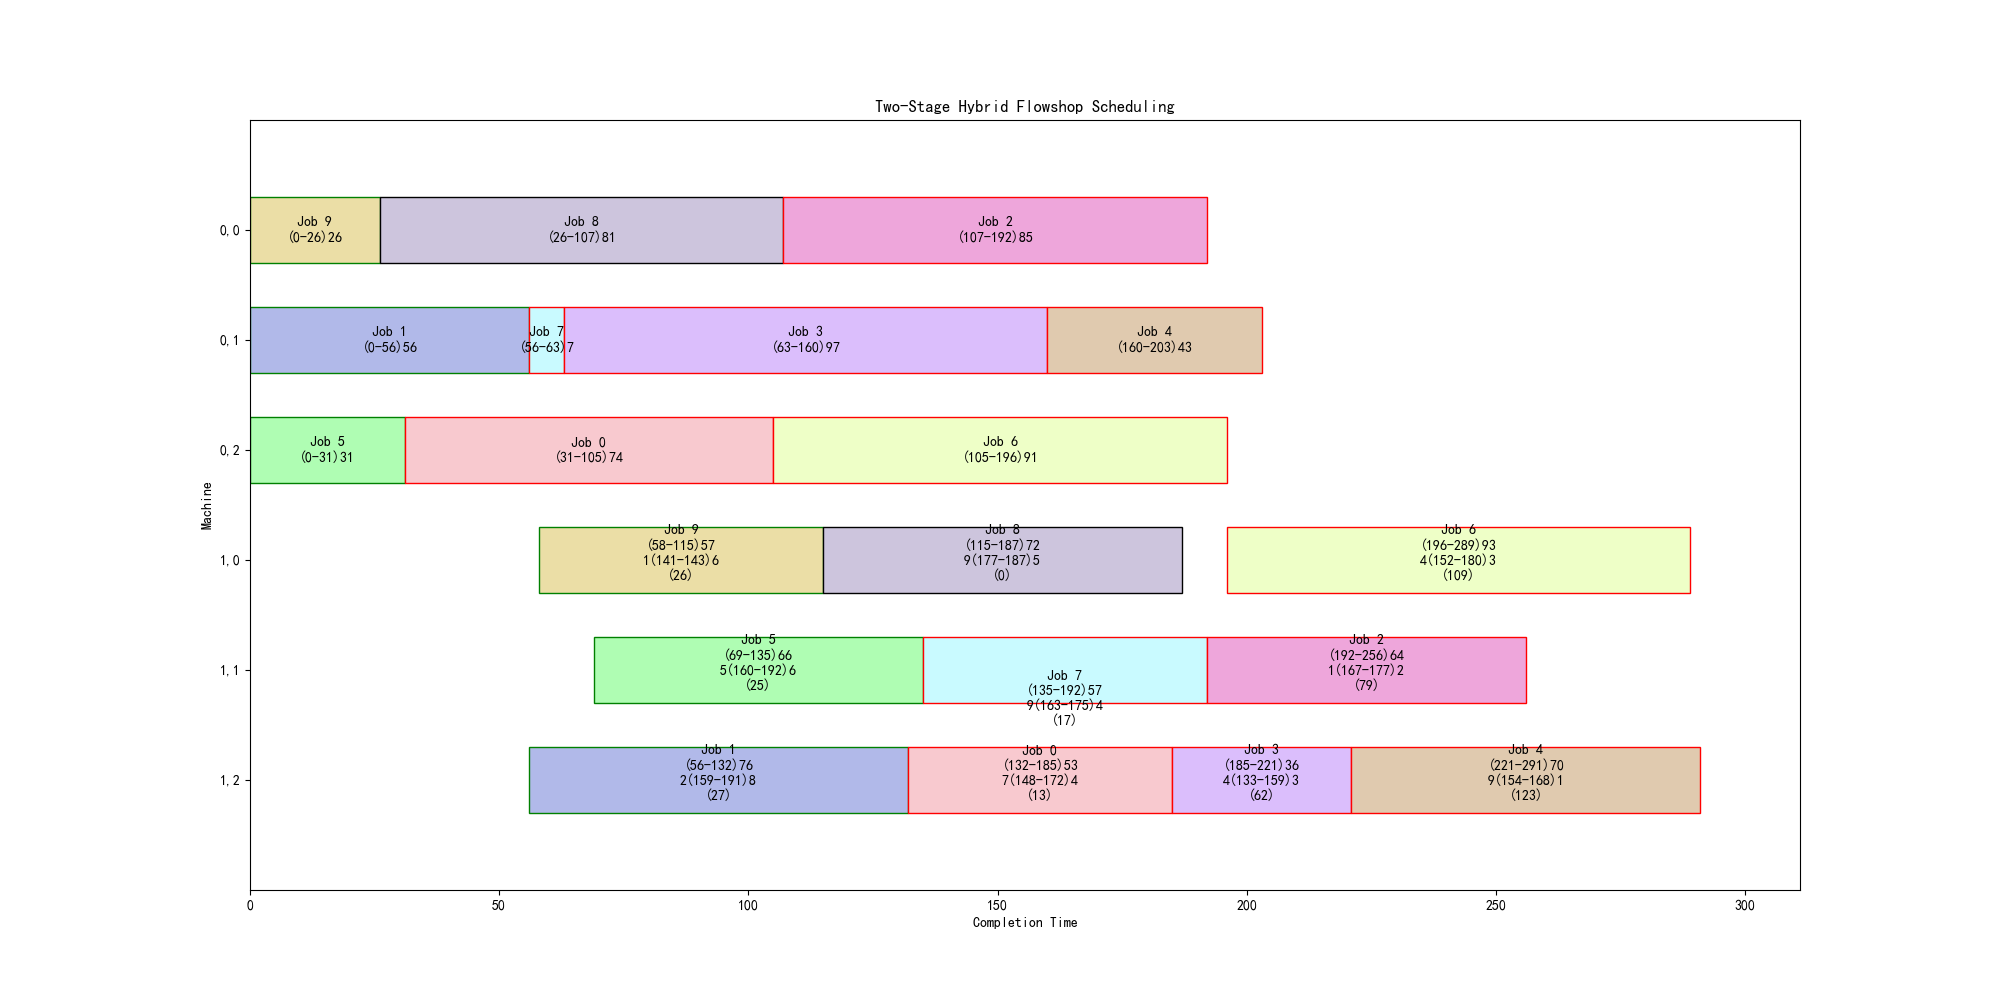 Two-Stage Hybrid Flowshop Scheduling
0,0
Job 9
(0-26)26
Job 8
(26-107)81
Job 2
(107-192)85
0,1
Job 1
(0-56)56
Job 7
(56-63)7
Job 3
(63-160)97
Job 4
(160-203)43
0,2
Job 5
(0-31)31
Job 0
(31-105)74
Job 6
(105-196)91
Machine
1,0
Job 9
(58-115)57
1(141-143)6
(26)
Job 8
(115-187)72
9(177-187)5
(0)
Job 6
(196-289)93
4(152-180)3
(109)
1,1
Job 5
(69-135)66
5(160-192)6
(25)
Job 7
(135-192)57
9(163-175)4
(17)
Job 2
(192-256)64
1(167-177)2
(79)
1,2
Job 1
(56-132)76
2(159-191)8
(27)
Job 0
(132-185)53
7(148-172)4
(13)
Job 3
(185-221)36
4(133-159)3
(62)
Job 4
(221-291)70
9(154-168)1
(123)
0 50 100 150 200 250 300
Completion Time